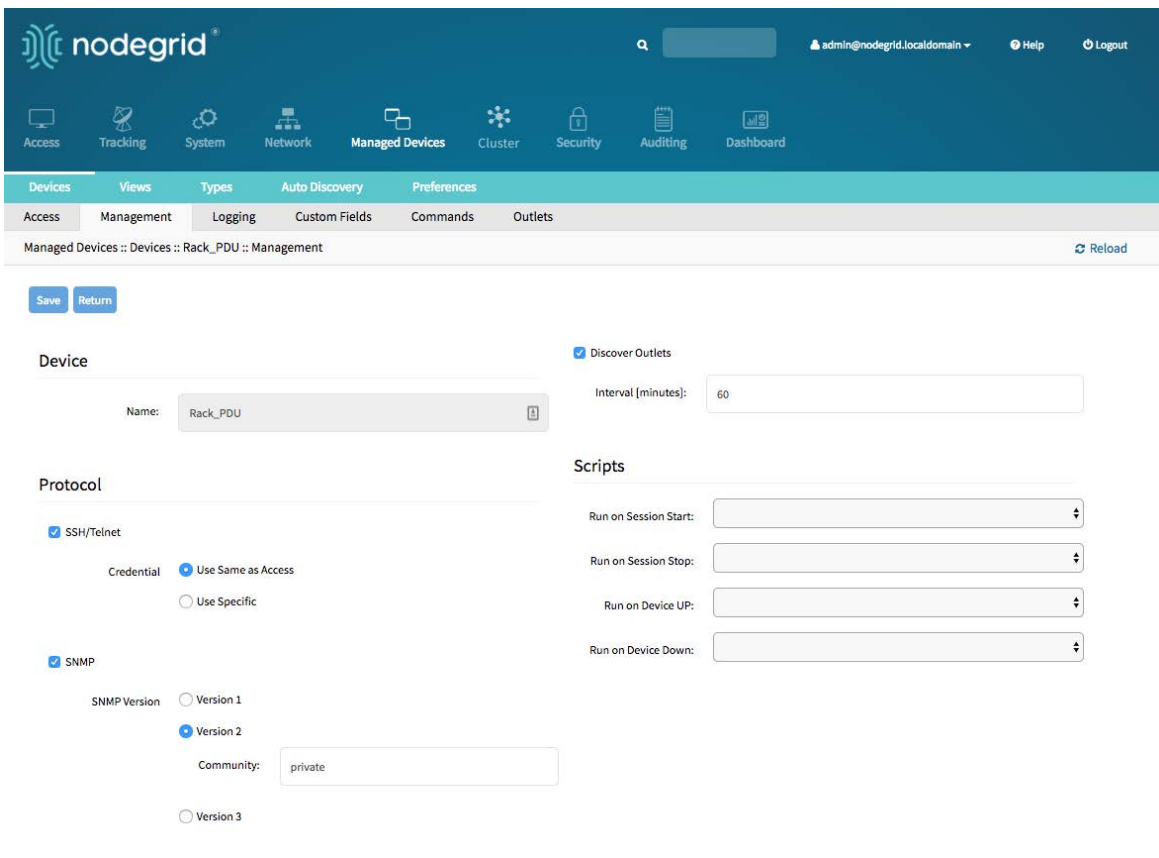 nodegrid®
admin@nodegrid.localdomain
Help
Logout
Access
Tracking
System
Network
Managed Devices
Cluster
Security
Auditing
Dashboard
Devices
Views
Types
Auto Discovery
Preferences
Access
Management
Logging
Custom Fields
Commands
Outlets
Managed Devices :: Devices :: Rack_PDU :: Management
Reload
Save
Return
Device
Name:
Rack_PDU
Protocol
SSH/Telnet
Credential
Use Same as Access
Use Specific
SNMP
SNMP Version
Version 1
Version 2
Community:
private
Version 3
Discover Outlets
Interval [minutes]:
60
Scripts
Run on Session Start:
Run on Session Stop:
Run on Device UP:
Run on Device Down: